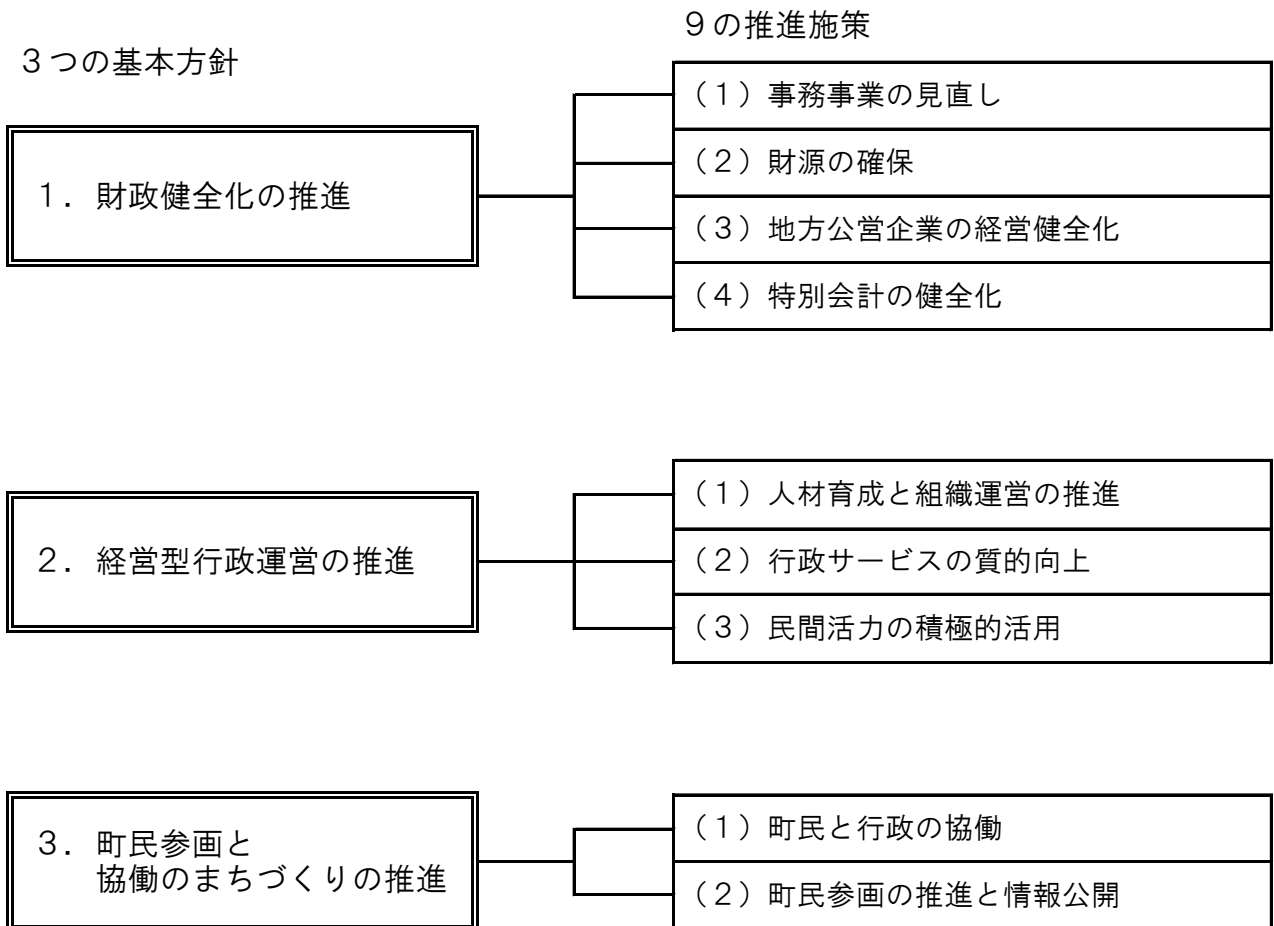 ３つの基本方針
９の推進施策
１．財政健全化の推進
（１）事務事業の見直し
（２）財源の確保
（３）地方公営企業の経営健全化
（４）特別会計の健全化
２．経営型行政運営の推進
（１）人材育成と組織運営の推進
（２）行政サービスの質的向上
（３）民間活力の積極的活用
３．町民参画と
協働のまちづくりの推進
（１）町民と行政の協働
（２）町民参画の推進と情報公開